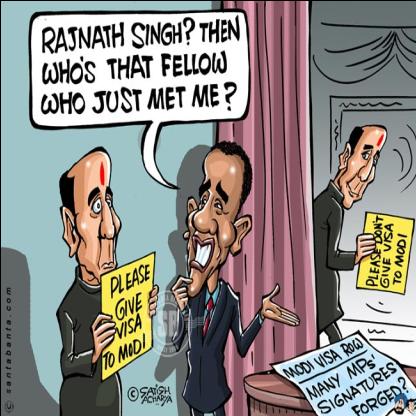 RAJNATH SINGH? THEN
WHO'S THAT FELLOW
WHO JUST MET ME?
PLEASE
GIVE
VISA
TO MODI
PLEASE DON'T
GIVE VISA
TO MODI
MODI VISA ROW
MANY MPs'
SIGNATURES
FORGED?
© SATISH
ACHARYA
© santabanta.com